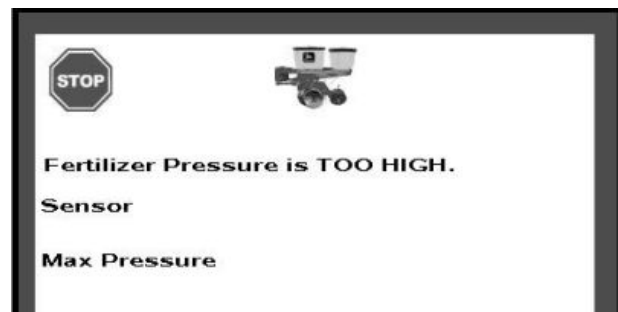 STOP
Fertilizer Pressure is TOO HIGH.
Sensor
Max Pressure